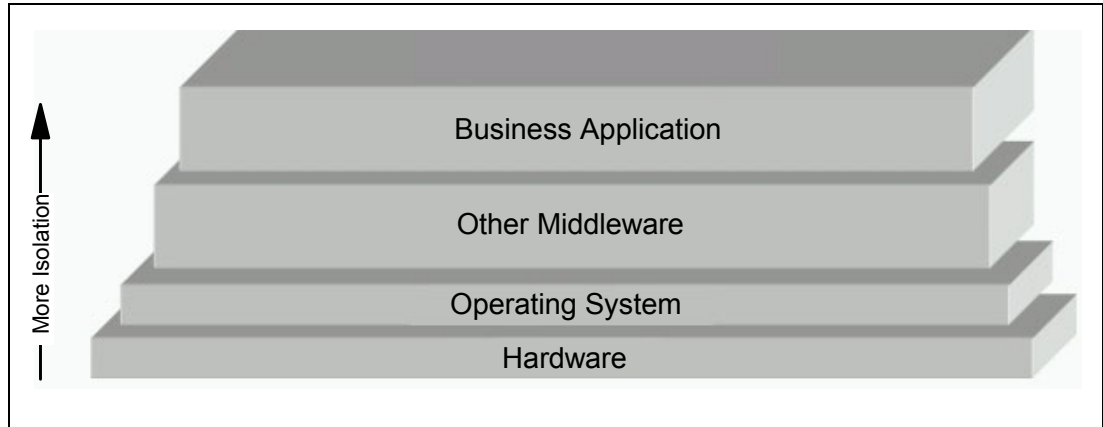 Business Application
Other Middleware
Operating System
Hardware
More Isolation